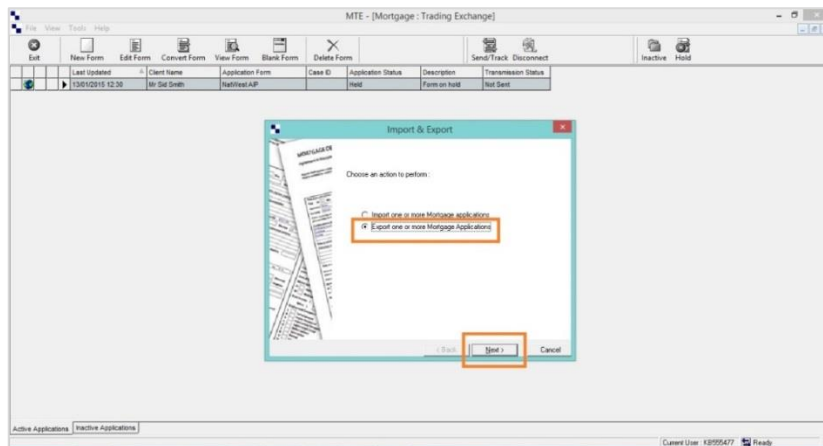 MTE - [Mortgage : Trading Exchange]
File View Tools Help
Exit New Form Edit Form Convert Form View Form Blank Form Delete Form Send/Track Disconnect Inactive Hold
Last Updated Client Name Application Form Case ID Application Status Description Transmission Status
13/01/2015 12:30 Mr Sid Smith NatWest AIP Held Form on hold Not Sent
Import & Export
Choose an action to perform :
Import one or more Mortgage applications
Export one or more Mortgage Applications
< Back Next > Cancel
Active Applications Inactive Applications
Current User : KB555477 Ready